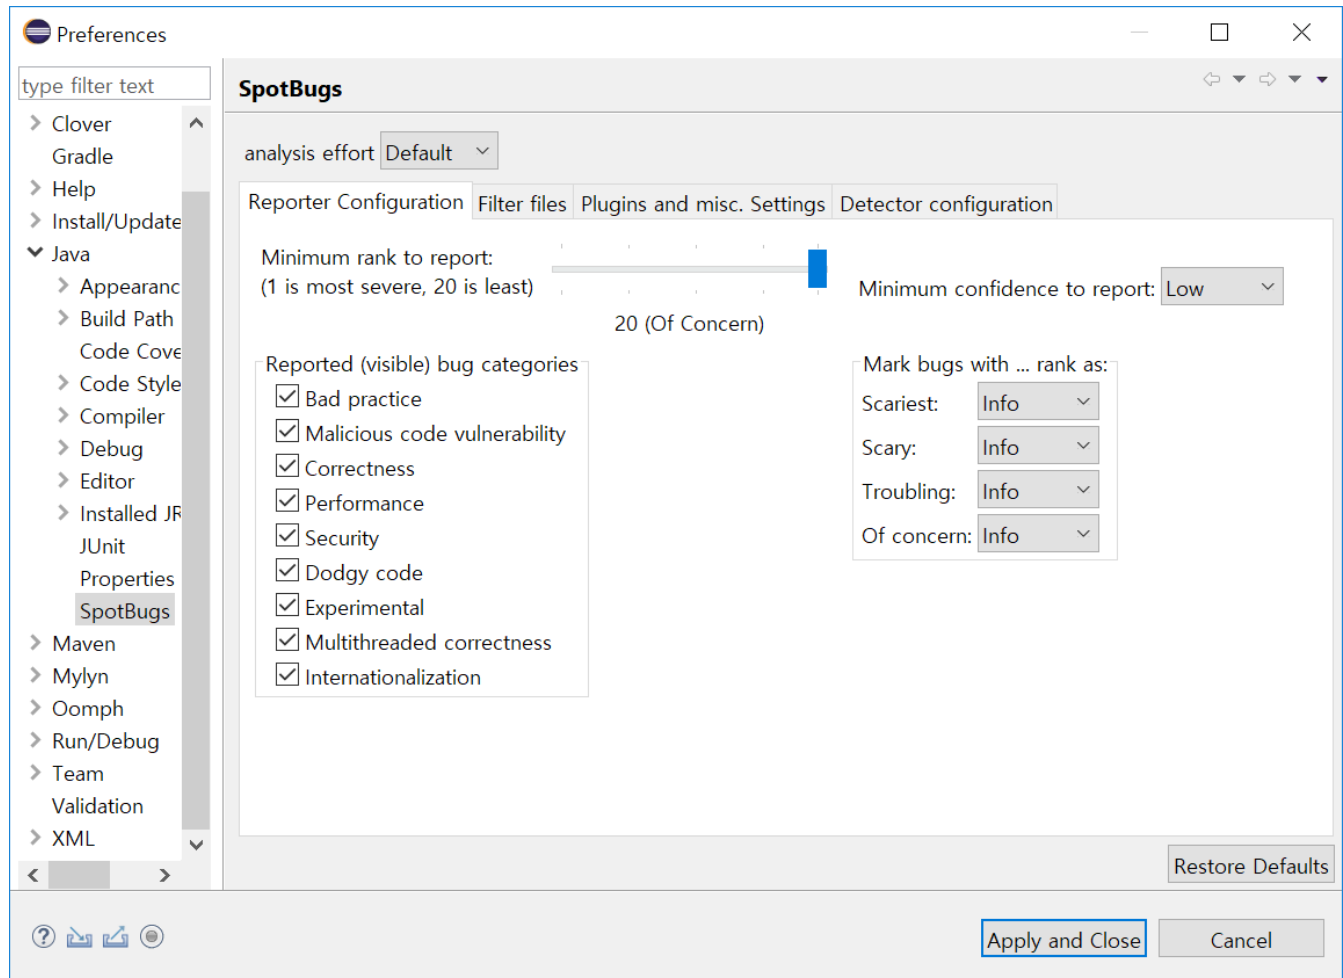 Preferences
type filter text
Clover
Gradle
Help
Install/Update
Java
Appearanc
Build Path
Code Cove
Code Style
Compiler
Debug
Editor
Installed JR
JUnit
Properties
SpotBugs
Maven
Mylyn
Oomph
Run/Debug
Team
Validation
XML
SpotBugs
analysis effort Default
Reporter Configuration Filter files Plugins and misc. Settings Detector configuration
Minimum rank to report:
(1 is most severe, 20 is least)
20 (Of Concern)
Minimum confidence to report: Low
Reported (visible) bug categories
Bad practice
Malicious code vulnerability
Correctness
Performance
Security
Dodgy code
Experimental
Multithreaded correctness
Internationalization
Mark bugs with ... rank as:
Scariest: Info
Scary: Info
Troubling: Info
Of concern: Info
Restore Defaults
Apply and Close Cancel